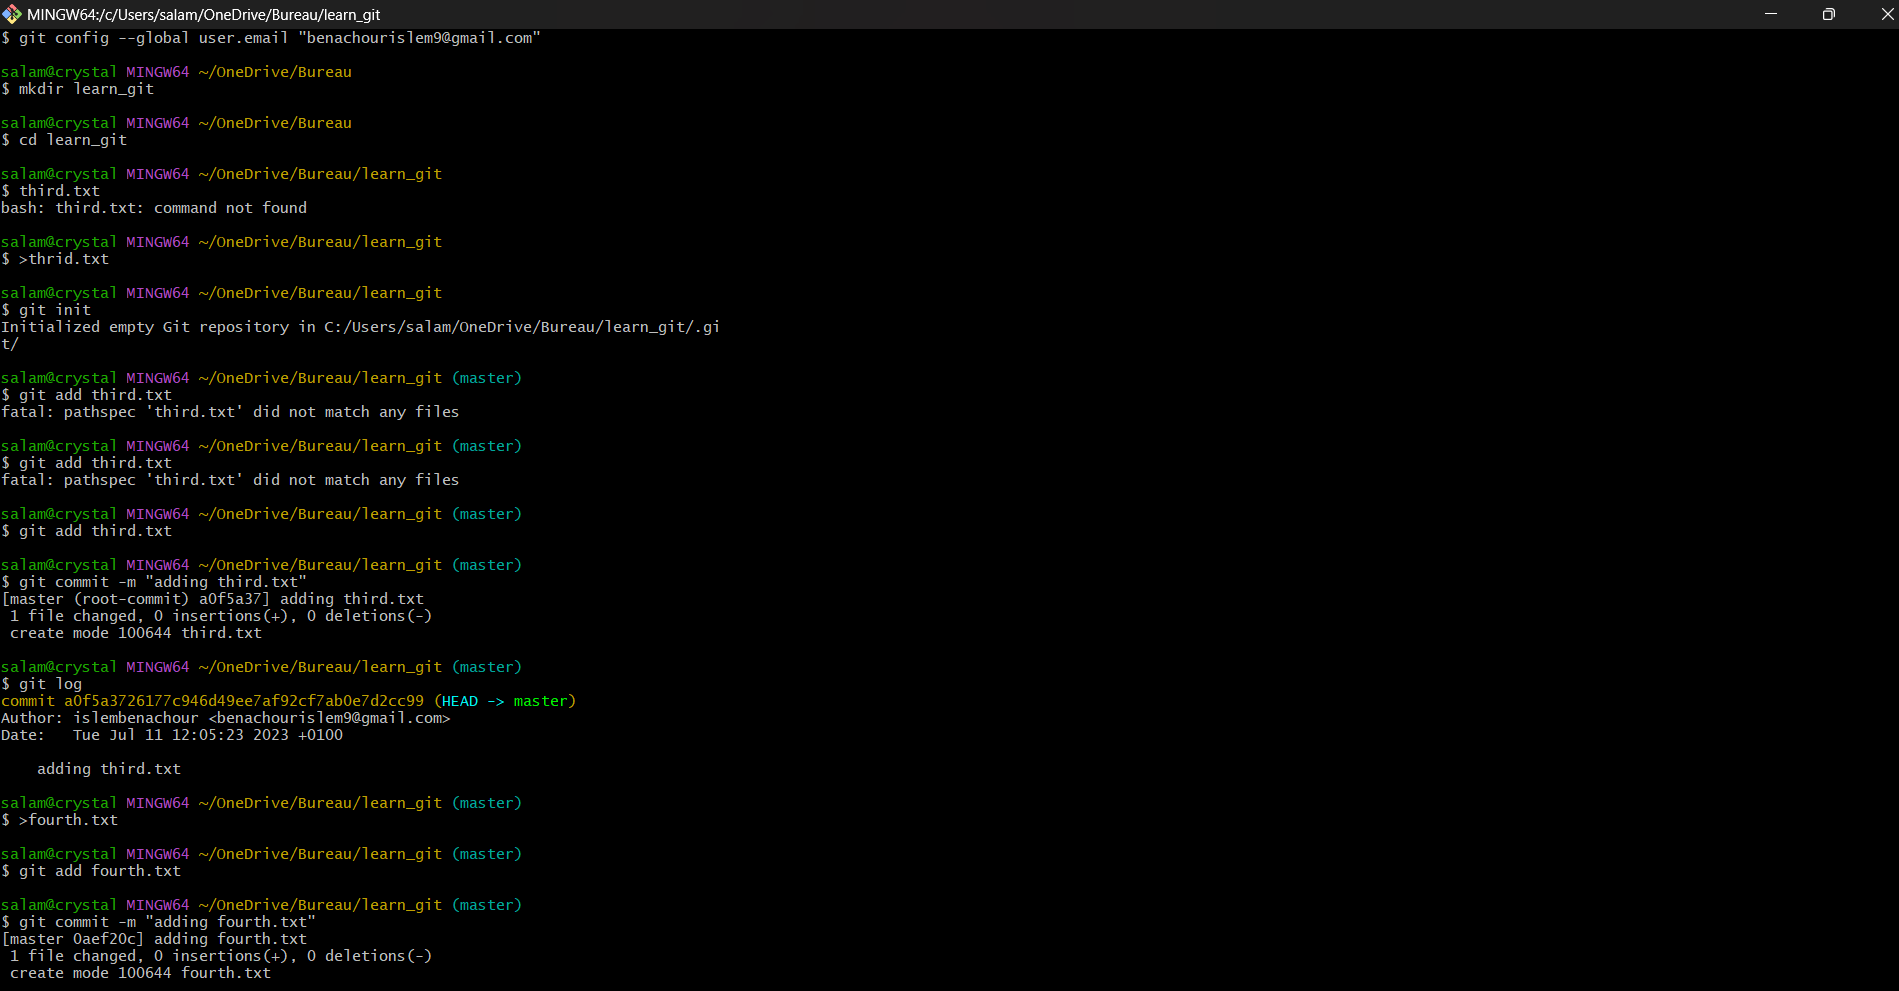 MINGW64:/c/Users/salam/OneDrive/Bureau/learn_git
$ git config --global user.email "benachourislem9@gmail.com"
salam@crystal MINGW64 ~/OneDrive/Bureau
$ mkdir learn_git
salam@crystal MINGW64 ~/OneDrive/Bureau
$ cd learn_git
salam@crystal MINGW64 ~/OneDrive/Bureau/learn_git
$ third.txt
bash: third.txt: command not found
salam@crystal MINGW64 ~/OneDrive/Bureau/learn_git
$ >thrid.txt
salam@crystal MINGW64 ~/OneDrive/Bureau/learn_git
$ git init
Initialized empty Git repository in C:/Users/salam/OneDrive/Bureau/learn_git/.gi
t/
salam@crystal MINGW64 ~/OneDrive/Bureau/learn_git (master)
$ git add third.txt
fatal: pathspec 'third.txt' did not match any files
salam@crystal MINGW64 ~/OneDrive/Bureau/learn_git (master)
$ git add third.txt
fatal: pathspec 'third.txt' did not match any files
salam@crystal MINGW64 ~/OneDrive/Bureau/learn_git (master)
$ git add third.txt
salam@crystal MINGW64 ~/OneDrive/Bureau/learn_git (master)
$ git commit -m "adding third.txt"
[master (root-commit) a0f5a37] adding third.txt
 1 file changed, 0 insertions(+), 0 deletions(-)
 create mode 100644 third.txt
salam@crystal MINGW64 ~/OneDrive/Bureau/learn_git (master)
$ git log
commit a0f5a3726177c946d49ee7af92cf7ab0e7d2cc99 (HEAD -> master)
Author: islembenachour <benachourislem9@gmail.com>
Date:   Tue Jul 11 12:05:23 2023 +0100
    adding third.txt
salam@crystal MINGW64 ~/OneDrive/Bureau/learn_git (master)
$ >fourth.txt
salam@crystal MINGW64 ~/OneDrive/Bureau/learn_git (master)
$ git add fourth.txt
salam@crystal MINGW64 ~/OneDrive/Bureau/learn_git (master)
$ git commit -m "adding fourth.txt"
[master 0aef20c] adding fourth.txt
 1 file changed, 0 insertions(+), 0 deletions(-)
 create mode 100644 fourth.txt